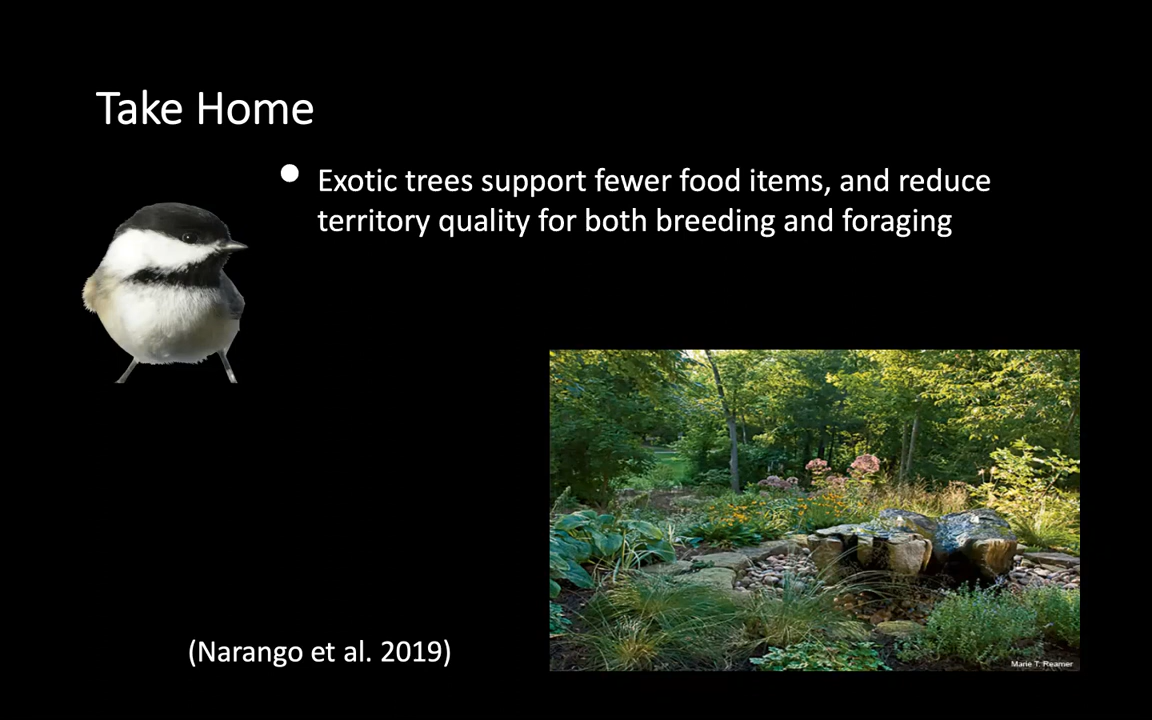 Take Home
Exotic trees support fewer food items, and reduce
territory quality for both breeding and foraging
(Narango et al. 2019)
Marie T. Reamer